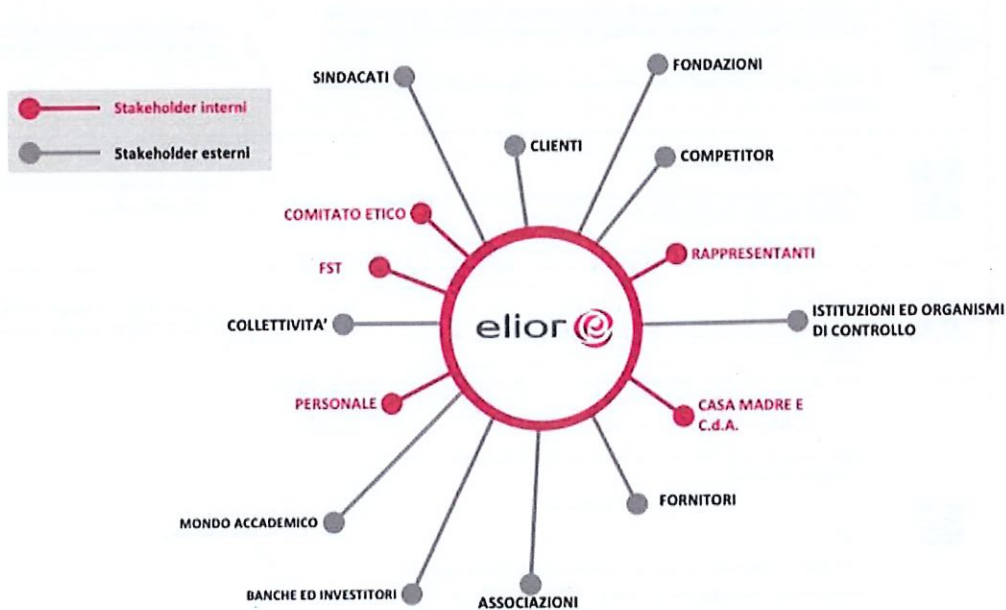 SINDACATI
FONDAZIONI
Stakeholder interni
Stakeholder esterni
CLIENTI
COMPETITOR
COMITATO ETICO
RAPPRESENTANTI
FST
COLLETTIVITA'
elior
ISTITUZIONI ED ORGANISMI
DI CONTROLLO
PERSONALE
CASA MADRE E
C.d.A.
FORNITORI
MONDO ACCADEMICO
BANCHE ED INVESTITORI
ASSOCIAZIONI